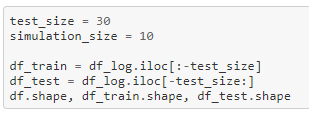 test_size = 30
simulation_size = 10
df_train = df_log.iloc[:-test_size]
df_test = df_log.iloc[-test_size:]
df.shape, df_train.shape, df_test.shape